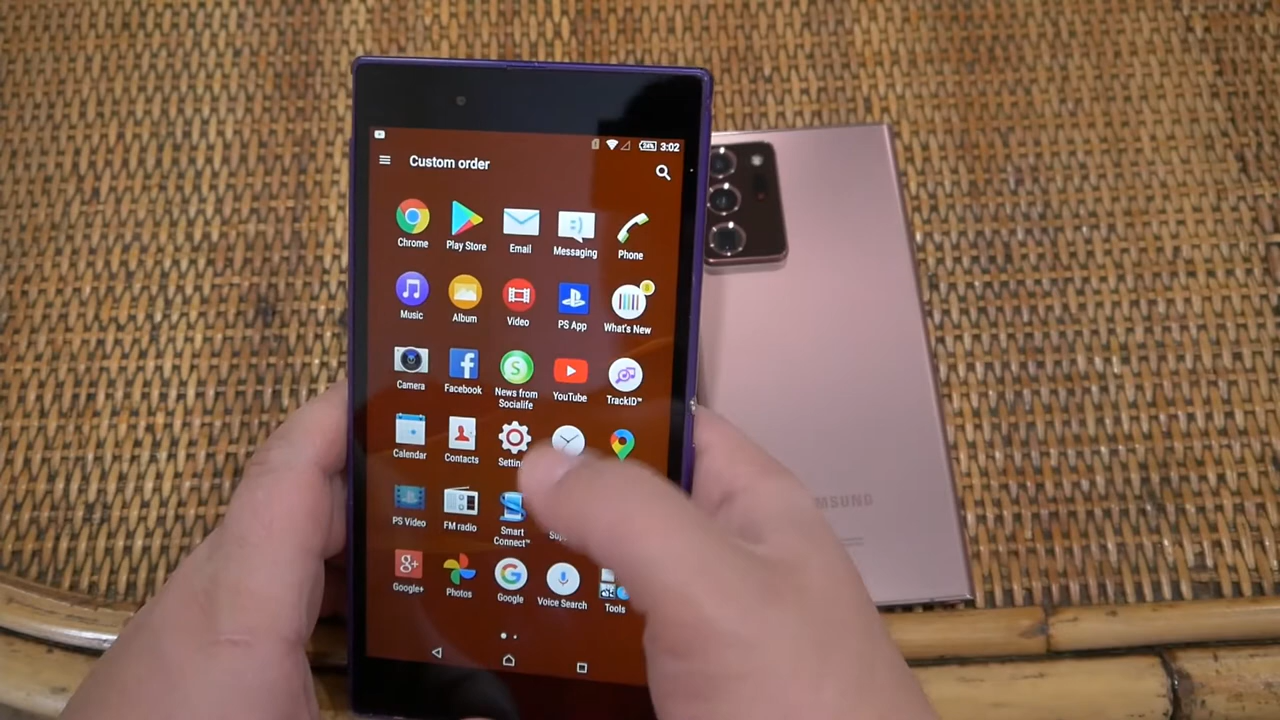 24% 3:02
Custom order
Chrome
Play Store
Email
Messaging
Phone
Music
Album
Video
PS App
What's New
Camera
Facebook
News from
Socialife
YouTube
TrackID™
Calendar
Contacts
PS Video
FM radio
Smart
Connect™
Google+
Photos
Google
Voice Search
Tools